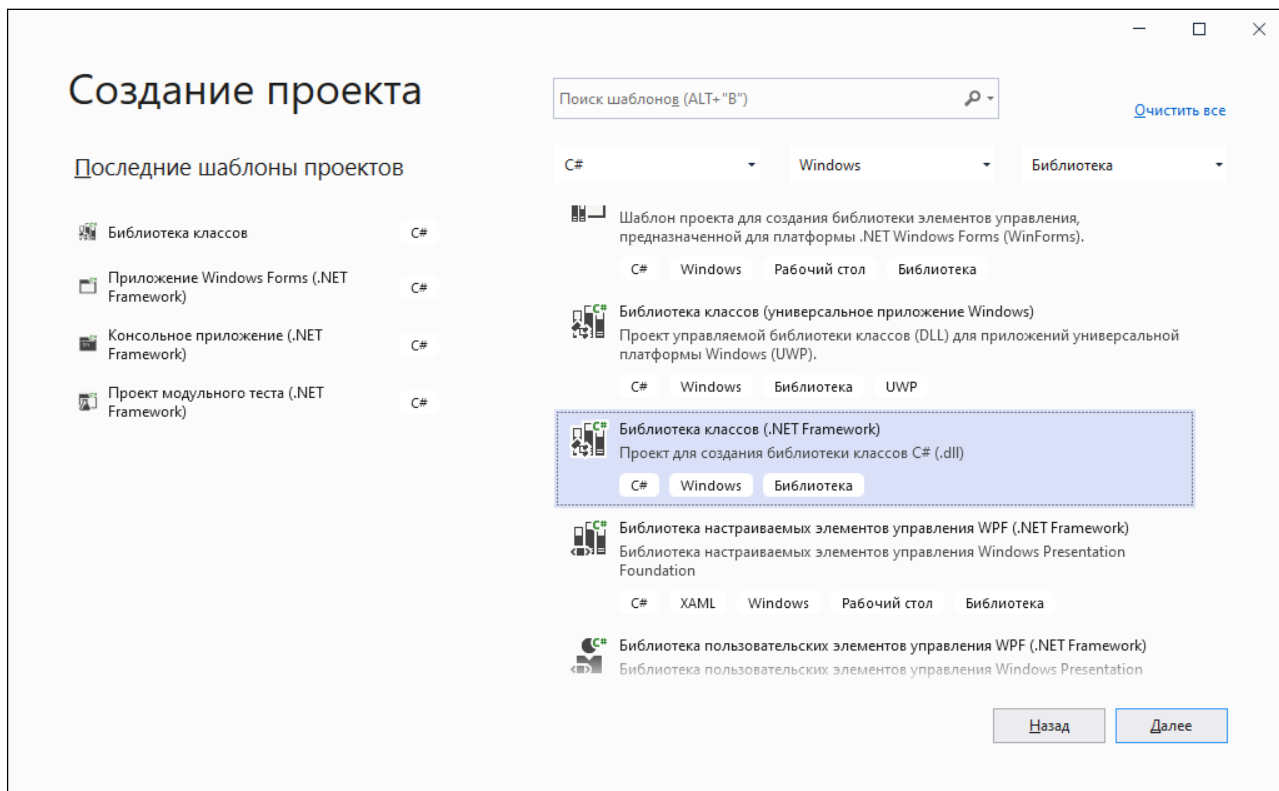 Создание проекта
Поиск шаблонов (ALT+"B")
Очистить все
Последние шаблоны проектов
C#
Windows
Библиотека
Библиотека классов
C#
Приложение Windows Forms (.NET
Framework)
C#
Консольное приложение (.NET
Framework)
C#
Проект модульного теста (.NET
Framework)
C#
Шаблон проекта для создания библиотеки элементов управления,
предназначенной для платформы .NET Windows Forms (WinForms).
C# Windows Рабочий стол Библиотека
Библиотека классов (универсальное приложение Windows)
Проект управляемой библиотеки классов (DLL) для приложений универсальной
платформы Windows (UWP).
C# Windows Библиотека UWP
Библиотека классов (.NET Framework)
Проект для создания библиотеки классов C# (.dll)
C# Windows Библиотека
Библиотека настраиваемых элементов управления WPF (.NET Framework)
Библиотека настраиваемых элементов управления Windows Presentation
Foundation
C# XAML Windows Рабочий стол Библиотека
Библиотека пользовательских элементов управления WPF (.NET Framework)
Библиотека пользовательских элементов управления Windows Presentation
Назад
Далее